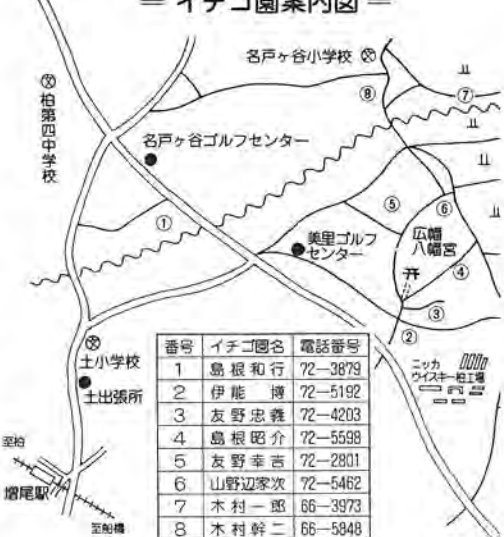 = イチゴ園案内図 =
名戸ヶ谷小学校 ㊫
㊫ 柏第四中学校
⑧
⑦
名戸ヶ谷ゴルフセンター
①
⑤
⑥
美里ゴルフ
センター
広幡
八幡宮
④
③
②
ニッカ
ウイスキー柏工場
土小学校
土出張所
至柏
増尾駅
至船橋
番号 イチゴ園名 電話番号
1 島根和行 72-3879
2 伊能博 72-5192
3 友野忠義 72-4203
4 島根昭介 72-5598
5 友野幸吉 72-2801
6 山野辺家次 72-5462
7 木村一郎 66-3973
8 木村幹二 66-5848